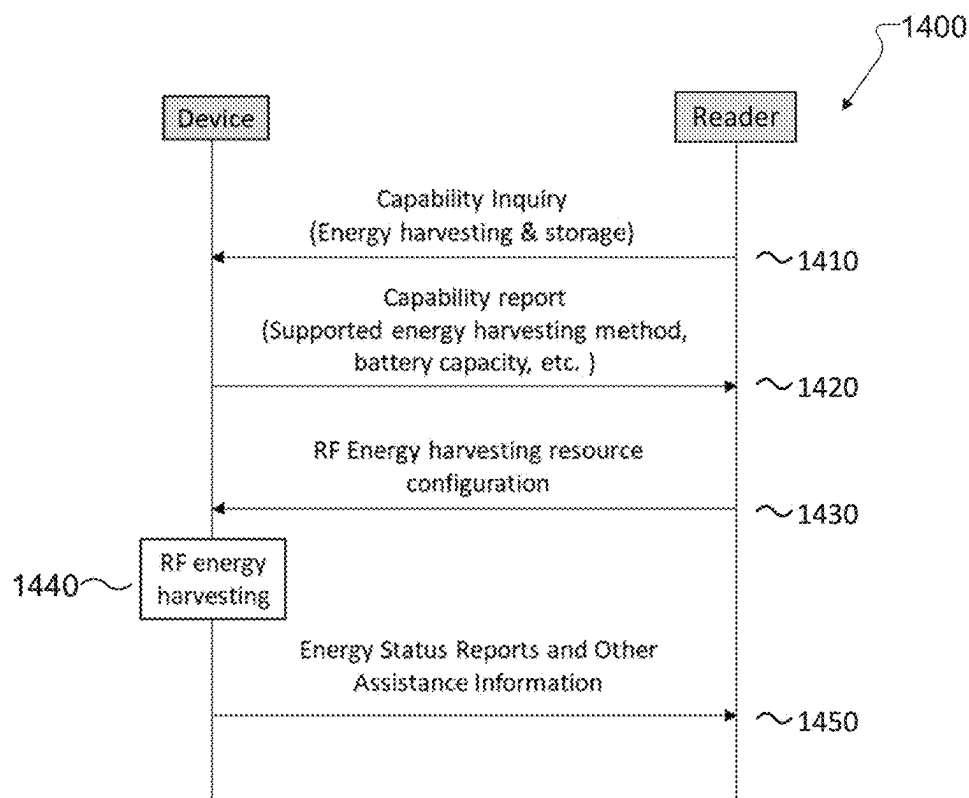 1400
Device
Reader
Capability Inquiry
(Energy harvesting & storage)
1410
Capability report
(Supported energy harvesting method,
battery capacity, etc. )
1420
RF Energy harvesting resource
configuration
1430
RF energy
harvesting
1440
Energy Status Reports and Other
Assistance Information
1450